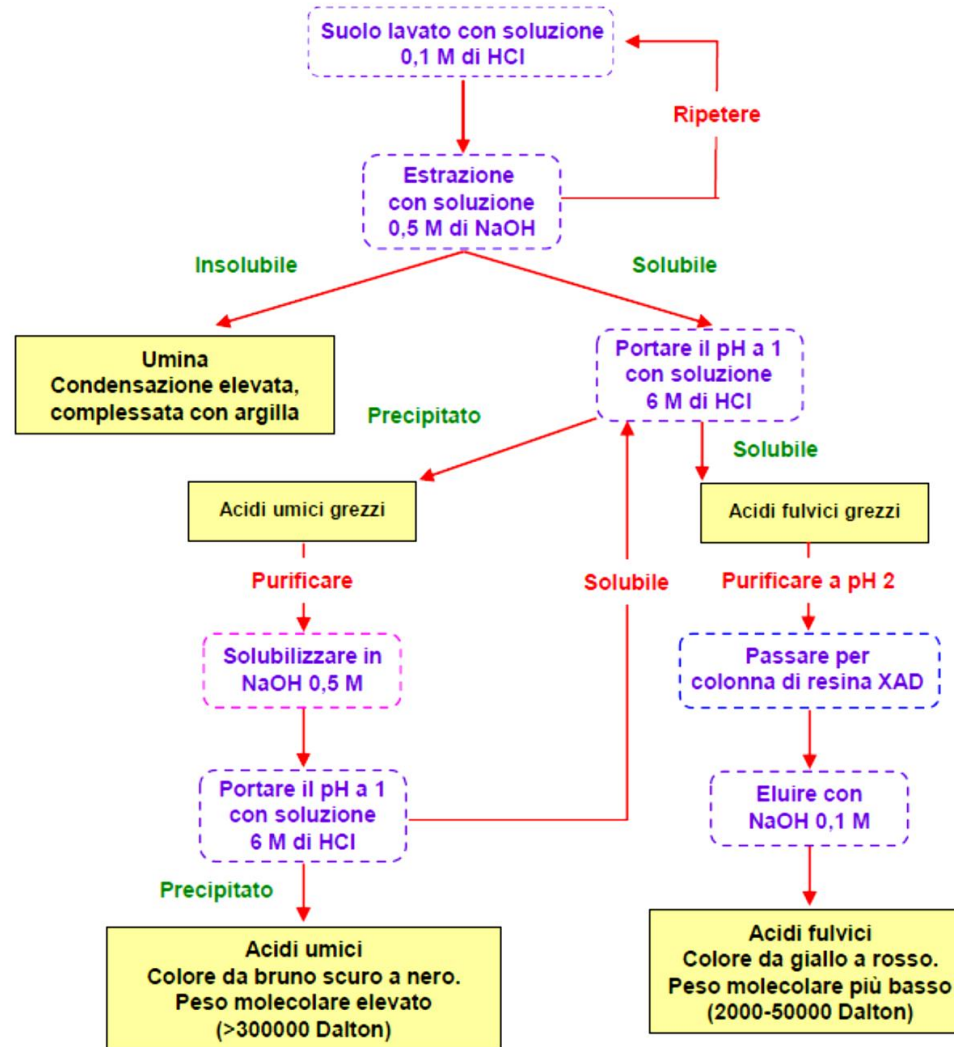 Suolo lavato con soluzione
0,1 M di HCl
Ripetere
Estrazione
con soluzione
0,5 M di NaOH
Insolubile
Solubile
Umina
Condensazione elevata,
complessata con argilla
Portare il pH a 1
con soluzione
6 M di HCl
Precipitato
Solubile
Acidi umici grezzi
Acidi fulvici grezzi
Purificare
Solubile
Purificare a pH 2
Solubilizzare in
NaOH 0,5 M
Passare per
colonna di resina XAD
Portare il pH a 1
con soluzione
6 M di HCl
Eluire con
NaOH 0,1 M
Precipitato
Acidi umici
Colore da bruno scuro a nero.
Peso molecolare elevato
(>300000 Dalton)
Acidi fulvici
Colore da giallo a rosso.
Peso molecolare più basso
(2000-50000 Dalton)